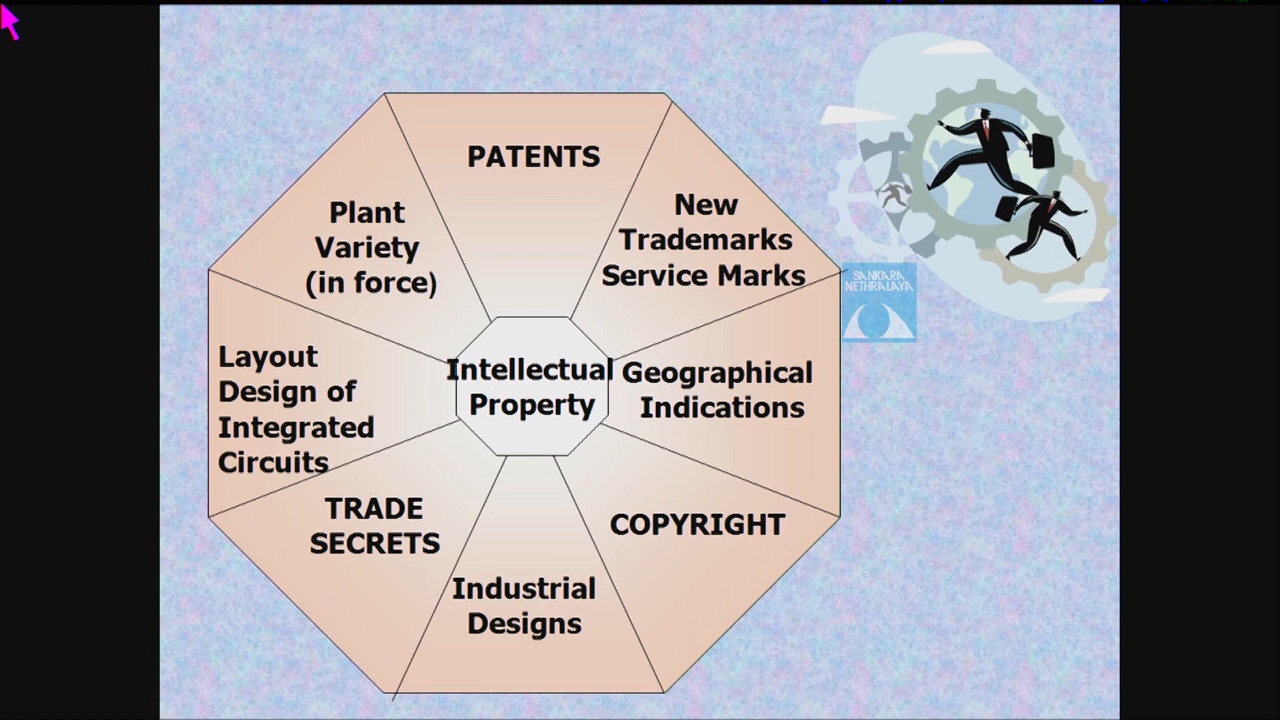 PATENTS
New
Trademarks
Service Marks
Geographical
Indications
COPYRIGHT
Industrial
Designs
TRADE
SECRETS
Layout
Design of
Integrated
Circuits
Plant
Variety
(in force)
Intellectual
Property
SANKARA
NETHRALAYA